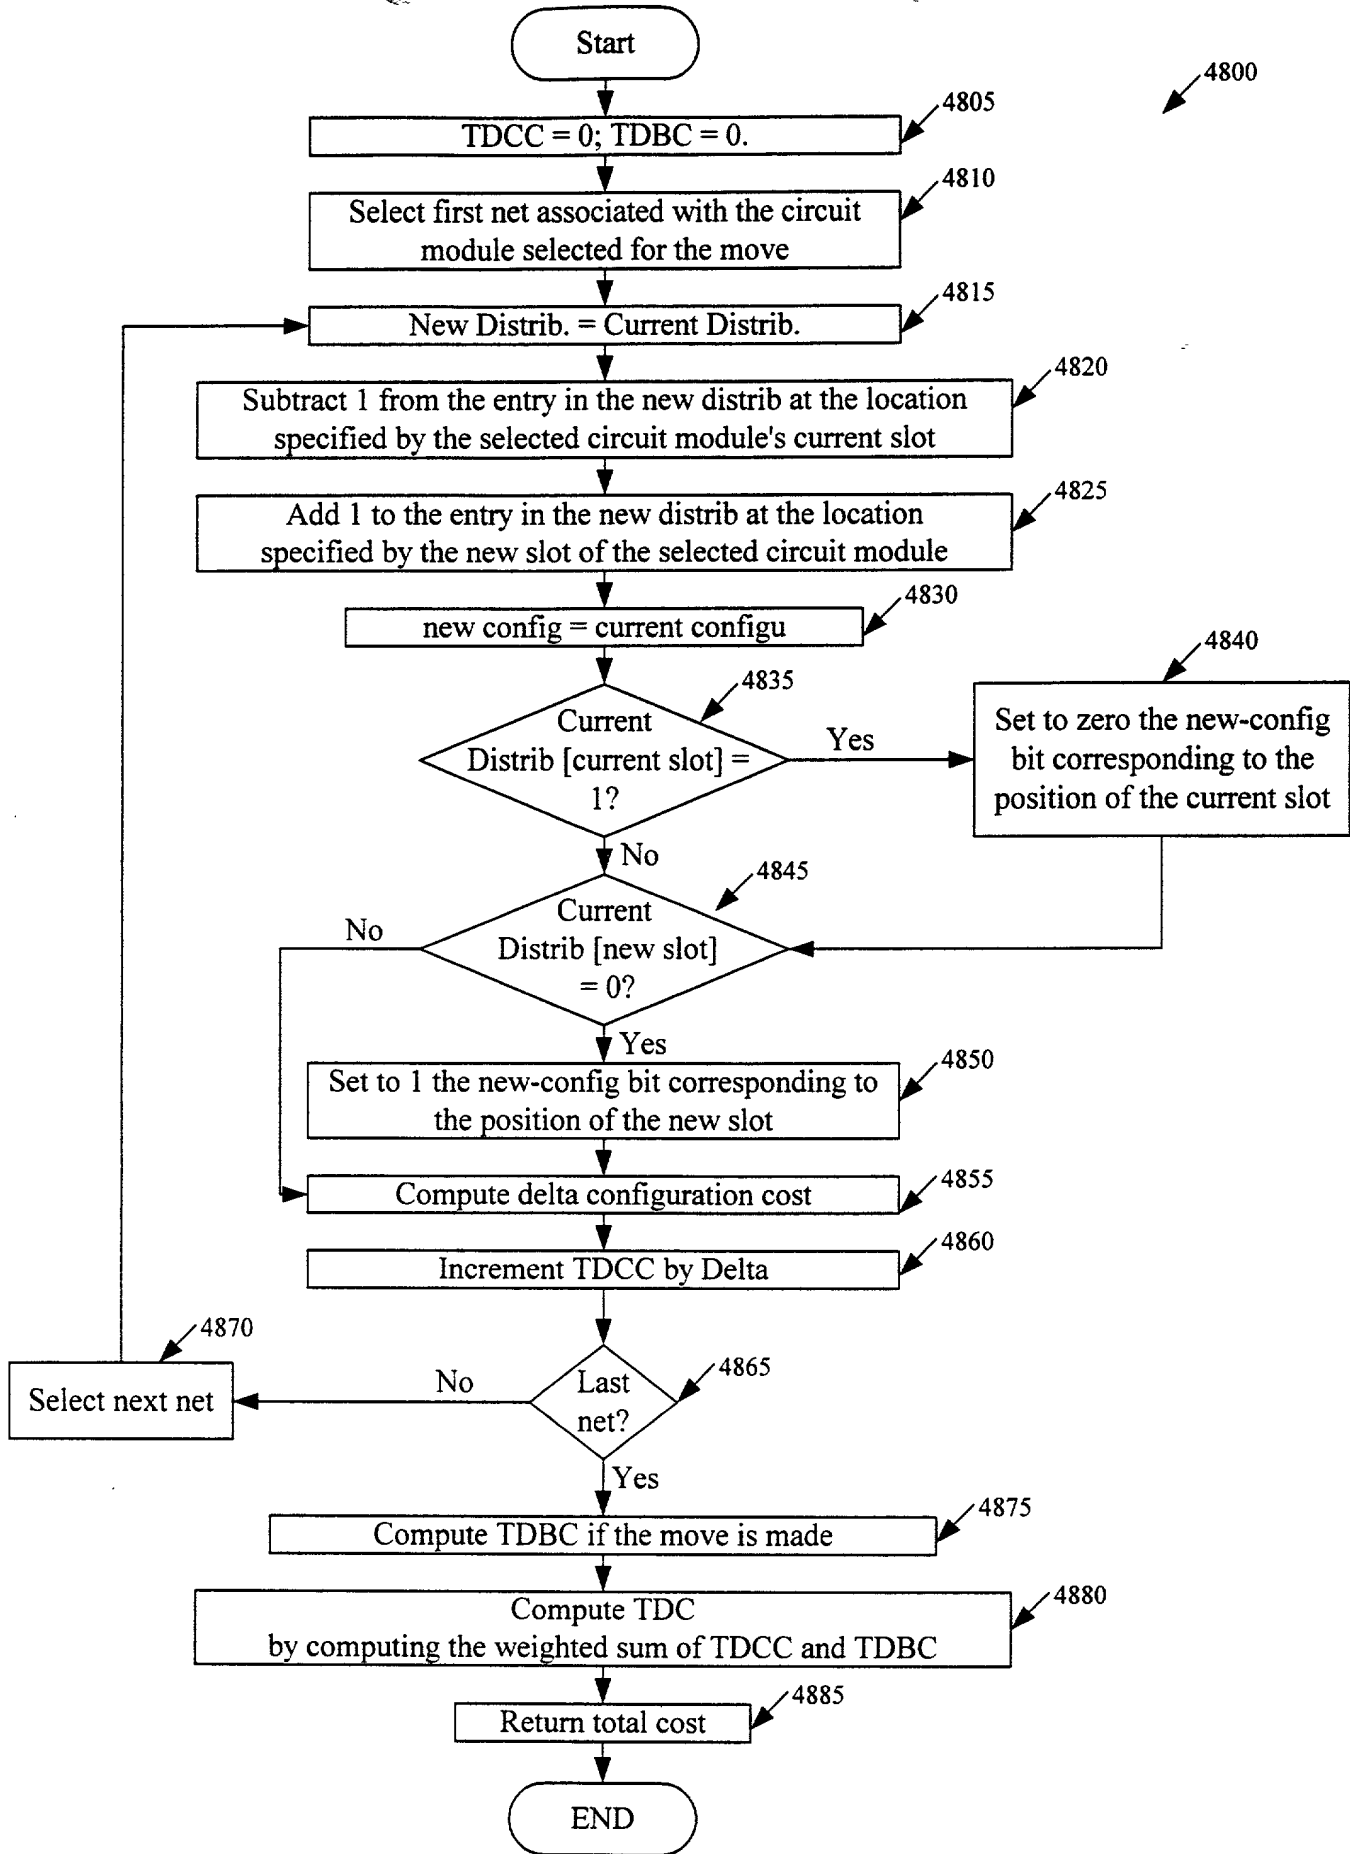 Start
4800
4805
TDCC = 0; TDBC = 0.
4810
Select first net associated with the circuit
module selected for the move
4815
New Distrib. = Current Distrib.
4820
Subtract 1 from the entry in the new distrib at the location
specified by the selected circuit module's current slot
4825
Add 1 to the entry in the new distrib at the location
specified by the new slot of the selected circuit module
4830
new config = current configu
4835
Current
Distrib [current slot] =
1?
Yes
4840
Set to zero the new-config
bit corresponding to the
position of the current slot
No
4845
Current
Distrib [new slot]
= 0?
No
Yes
4850
Set to 1 the new-config bit corresponding to
the position of the new slot
4855
Compute delta configuration cost
4860
Increment TDCC by Delta
4865
Last
net?
No
4870
Select next net
Yes
4875
Compute TDBC if the move is made
4880
Compute TDC
by computing the weighted sum of TDCC and TDBC
4885
Return total cost
END